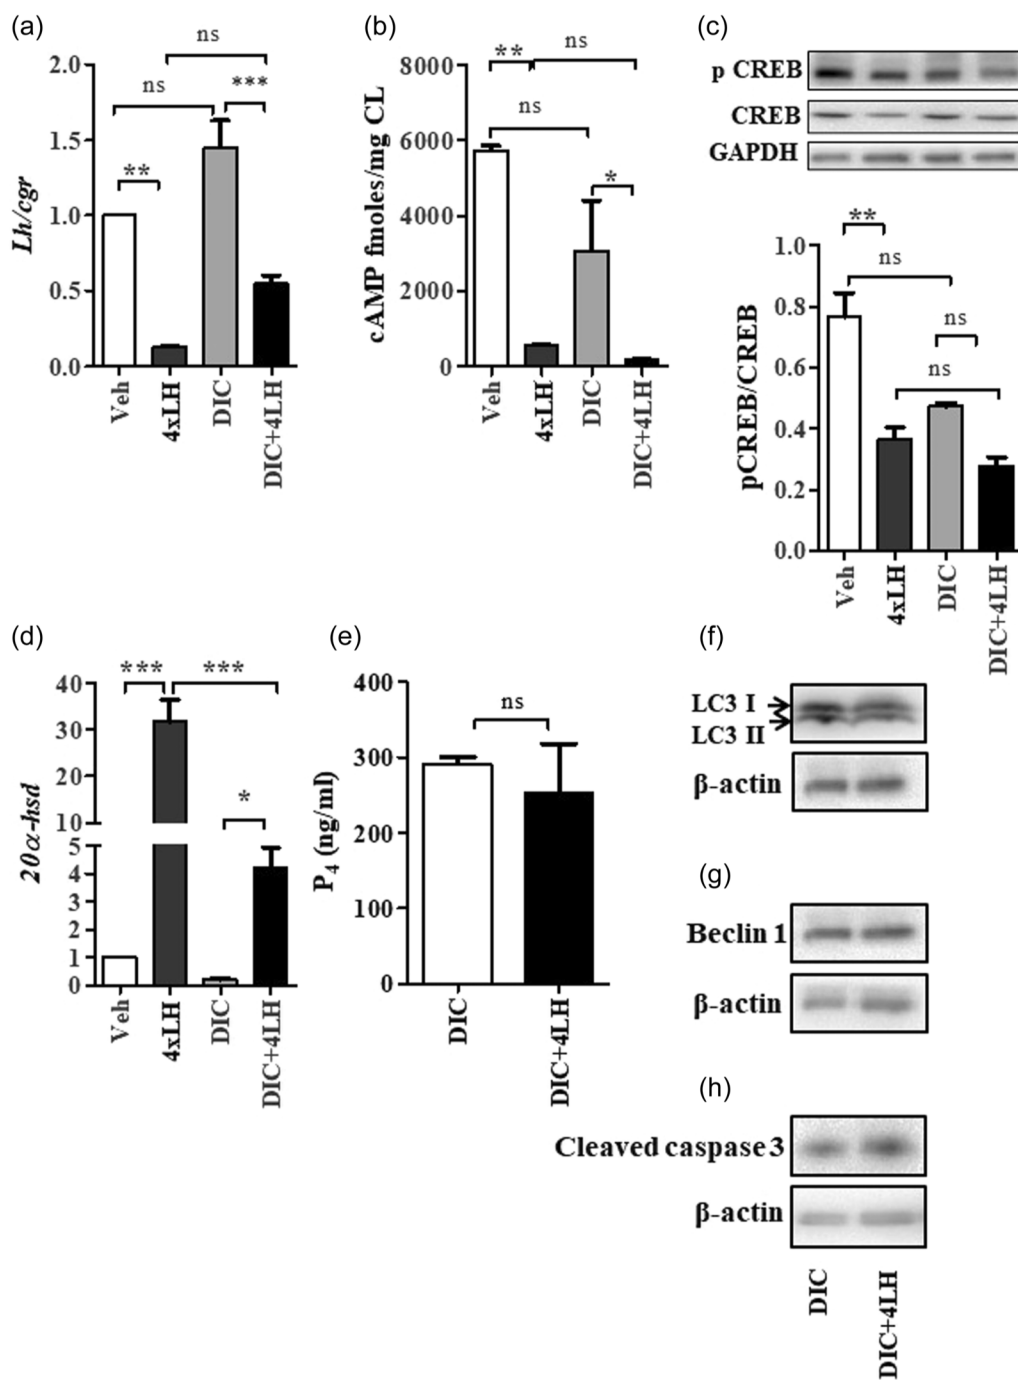 (a)
ns
ns
***
**
Lh/cgr
2.0
1.5
1.0
0.5
0.0
Veh
4xLH
DIC
DIC+4LH
(b)
**
ns
ns
*
cAMP fmoles/mg CL
8000
6000
4000
2000
0
Veh
4xLH
DIC
DIC+4LH
(c)
p CREB
CREB
GAPDH
**
ns
ns
ns
pCREB/CREB
0.8
0.6
0.4
0.2
0.0
Veh
4xLH
DIC
DIC+4LH
(d)
***
***
*
20α-hsd
40
30
20
10
5
4
3
2
1
0
Veh
4xLH
DIC
DIC+4LH
(e)
ns
P4 (ng/ml)
400
300
200
100
0
DIC
DIC+4LH
(f)
LC3 I
LC3 II
β-actin
(g)
Beclin 1
β-actin
(h)
Cleaved caspase 3
β-actin
DIC
DIC+4LH